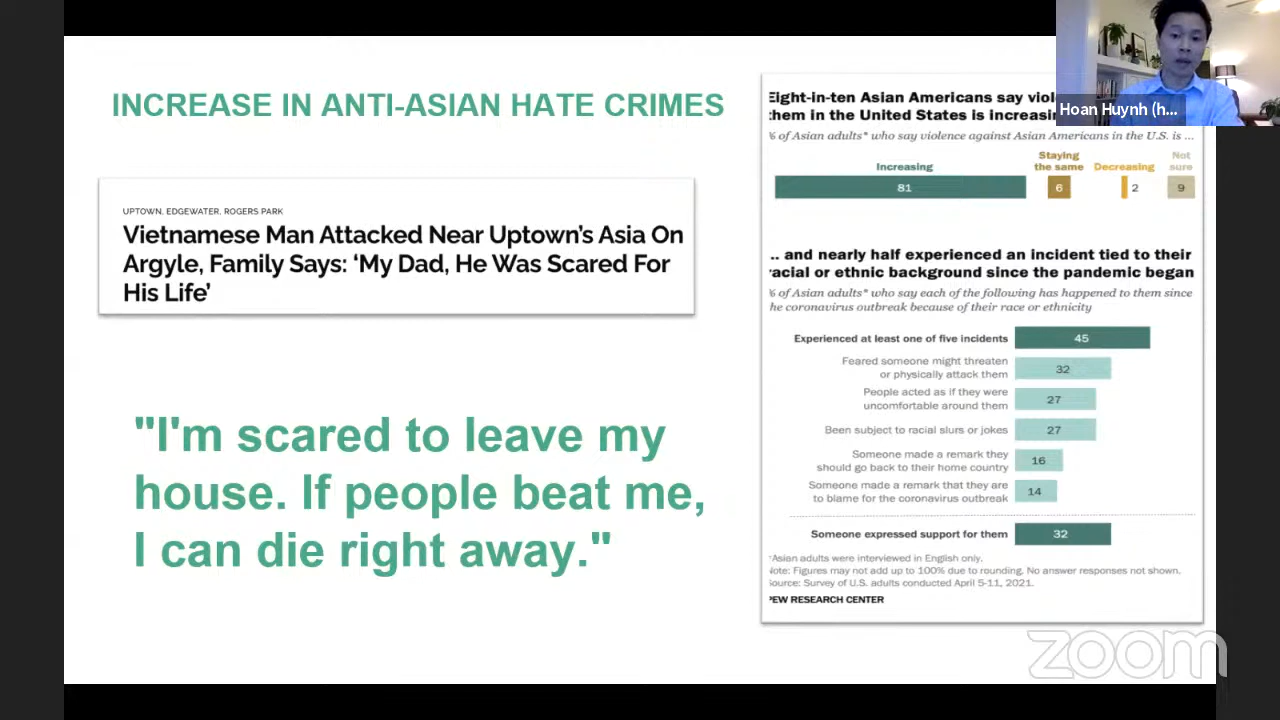 INCREASE IN ANTI-ASIAN HATE CRIMES
UPTOWN, EDGEWATER, ROGERS PARK
Vietnamese Man Attacked Near Uptown's Asia On
Argyle, Family Says: ‘My Dad, He Was Scared For
His Life’
"I'm scared to leave my
house. If people beat me,
I can die right away."
Eight-in-ten Asian Americans say
them in the United States is
% of Asian adults* who say violence against Asian Americans in the U.S. is ...
Increasing
Staying
the same
Decreasing
Not
sure
81
6
2
9
... and nearly half experienced an incident tied to their
racial or ethnic background since the pandemic began
% of Asian adults* who say each of the following has happened to them since
the coronavirus outbreak because of their race or ethnicity
Experienced at least one of five incidents
45
Feared someone might threaten
or physically attack them
32
People acted as if they were
uncomfortable around them
27
Been subject to racial slurs or jokes
27
Someone made a remark they
should go back to their home country
16
Someone made a remark that they are
to blame for the coronavirus outbreak
14
Someone expressed support for them
32
*Asian adults were interviewed in English only.
Note: Figures may not add up to 100% due to rounding. No answer responses not shown.
Source: Survey of U.S. adults conducted April 5-11, 2021.
PEW RESEARCH CENTER
Hoan Huynh (h...
zoom